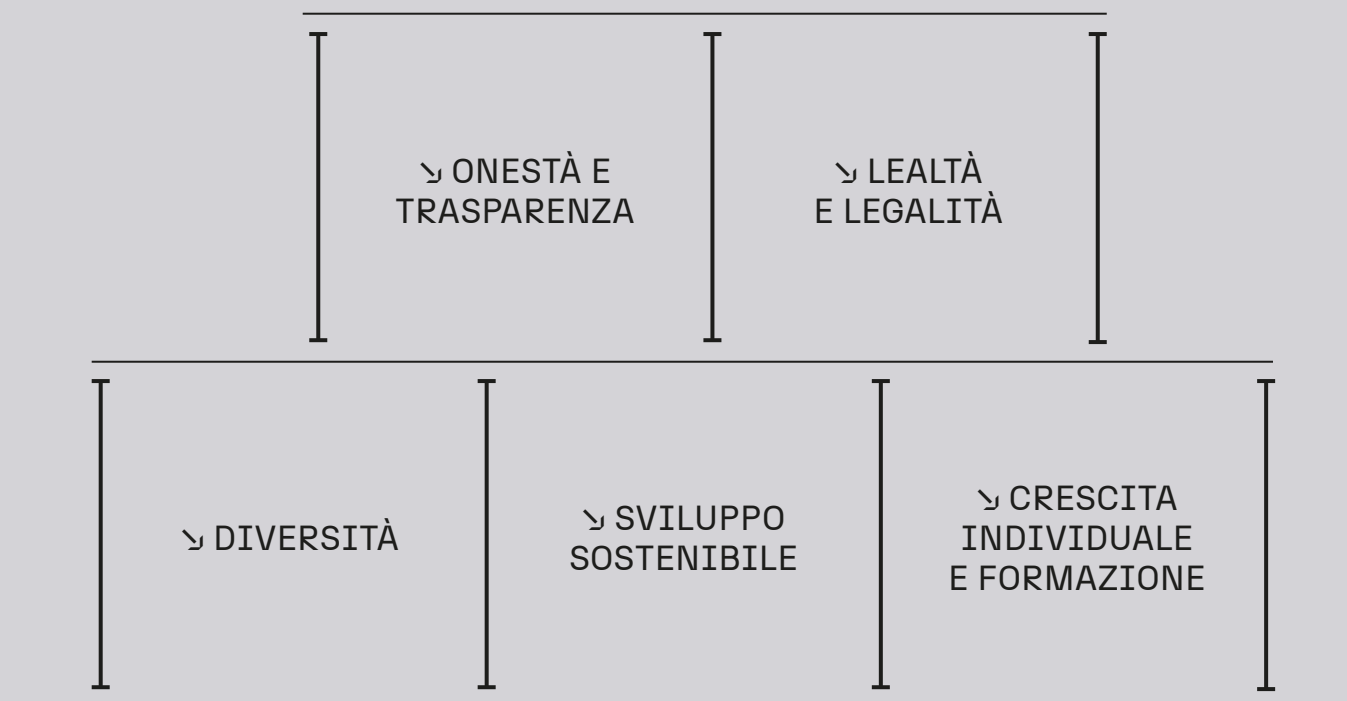 ↘ ONESTÀ E
TRASPARENZA
↘ LEALTÀ
E LEGALITÀ
↘ DIVERSITÀ
↘ SVILUPPO
SOSTENIBILE
↘ CRESCITA
INDIVIDUALE
E FORMAZIONE